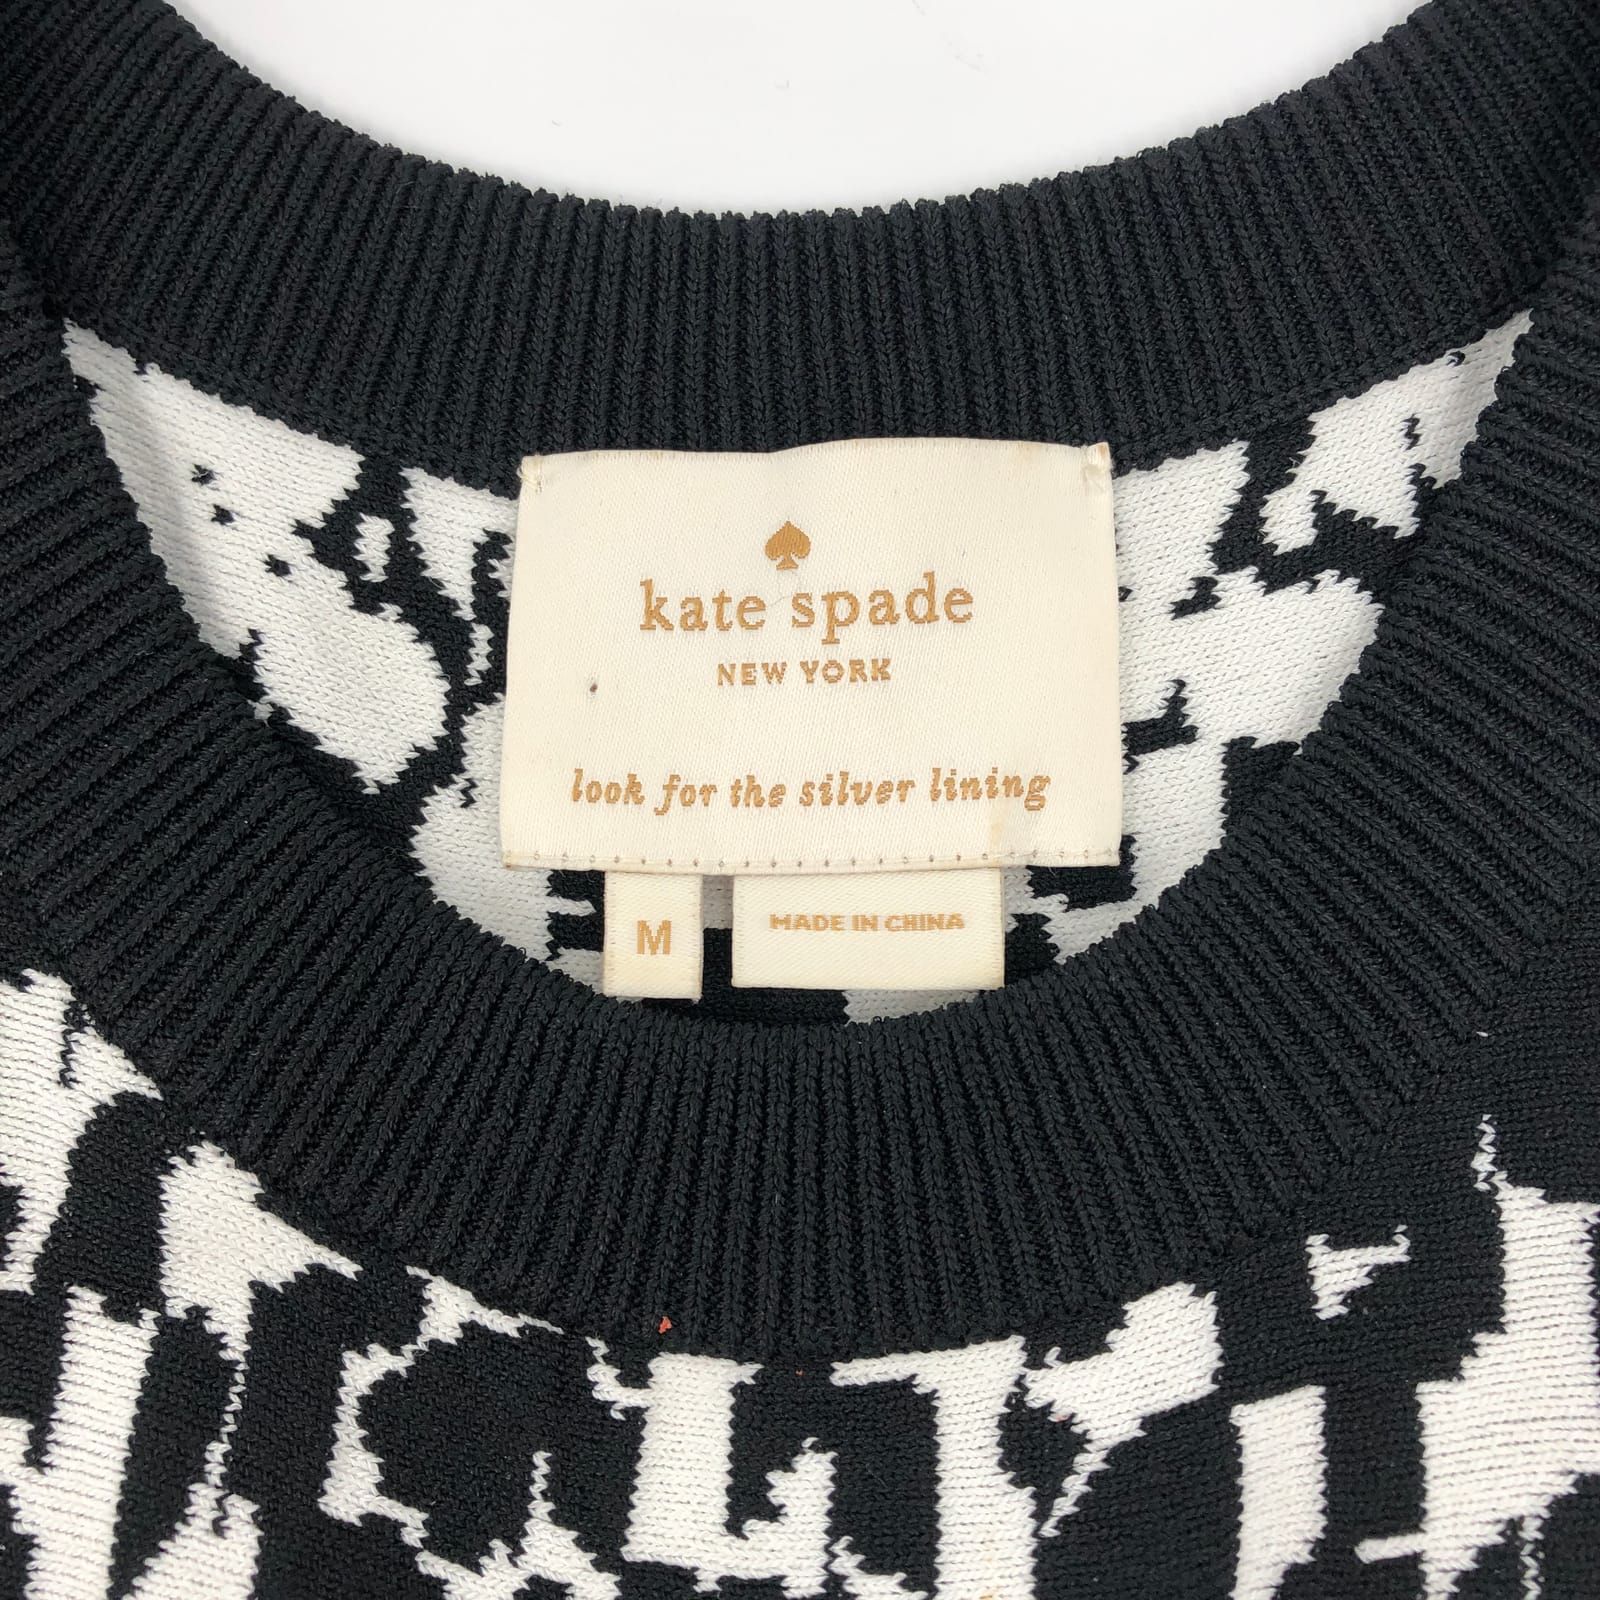 kate spade
NEW YORK
look for the silver lining
M
MADE IN CHINA